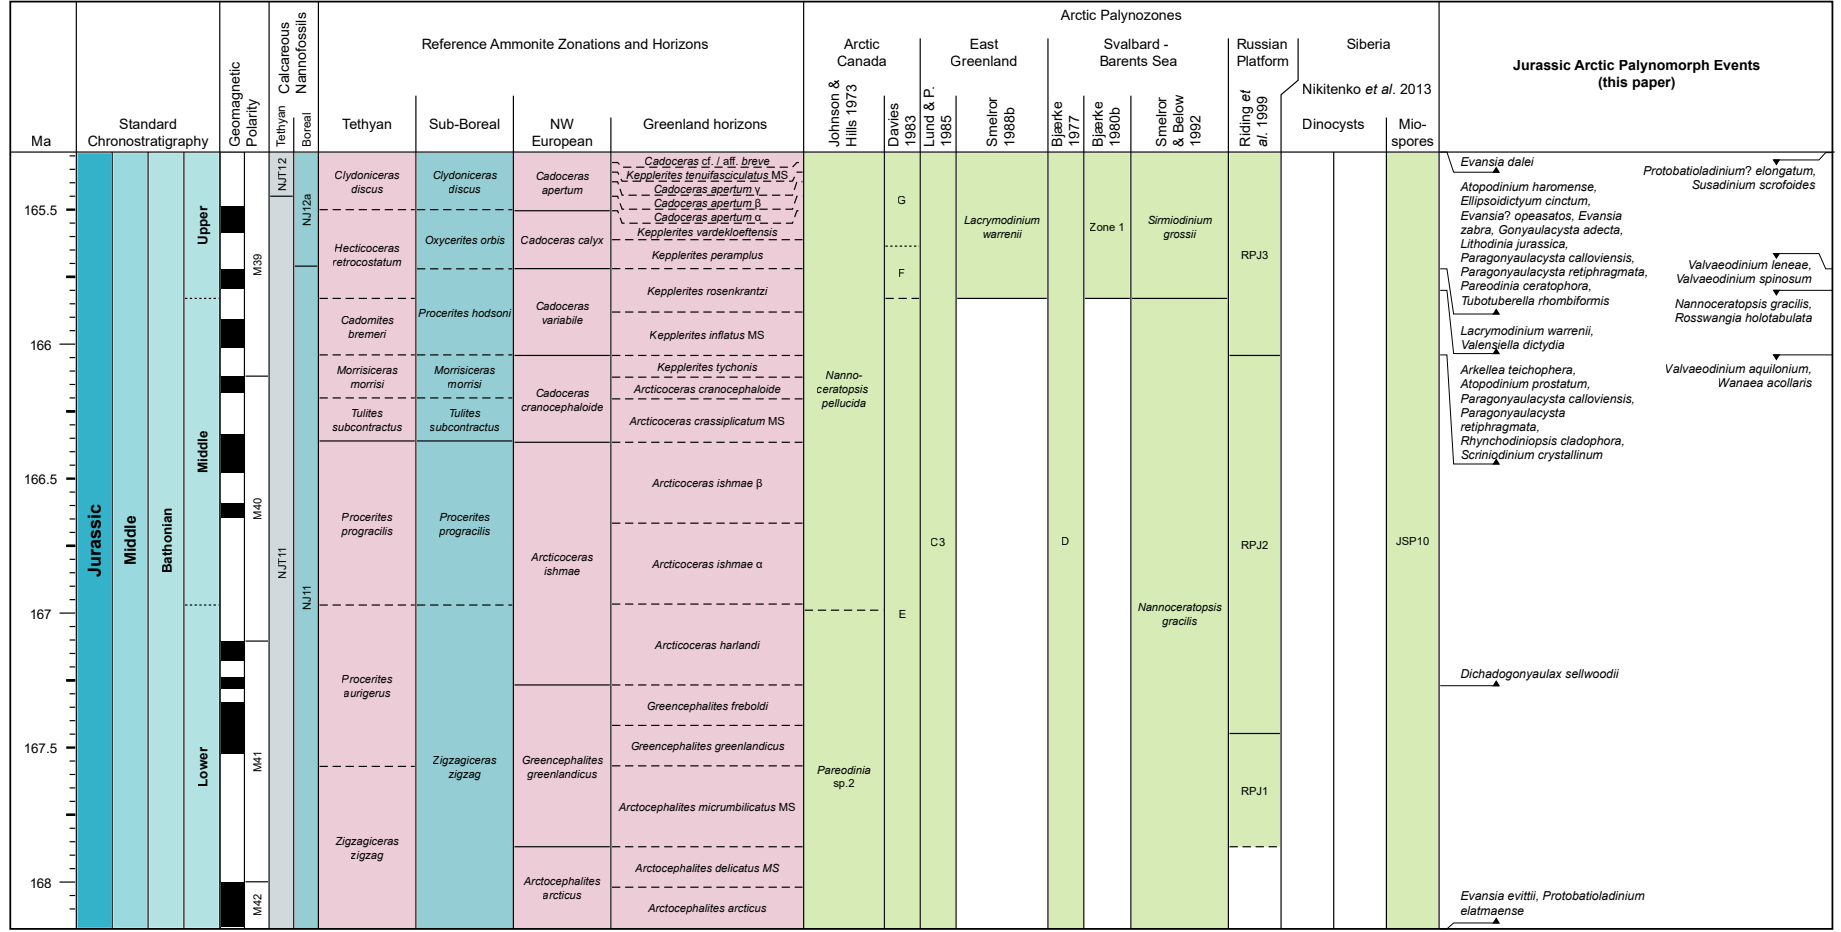 Arctic Palynozones
Reference Ammonite Zonations and Horizons
Arctic
Canada
East
Greenland
Svalbard -
Barents Sea
Russian
Platform
Siberia
Nikitenko et al. 2013
Jurassic Arctic Palynomorph Events
(this paper)
Ma
Standard
Chronostratigraphy
Geomagnetic
Polarity
Calcareous
Nannofossils
Tethyan
Boreal
Tethyan
Sub-Boreal
NW
European
Greenland horizons
Johnson &
Hills 1973
Davies
1983
Lund & P.
1985
Smelror
1988b
Bjærke
1977
Bjærke
1980b
Smelror
& Below
1992
Riding et
al. 1999
Dinocysts
Mio-
spores
165.5
166
166.5
167
167.5
168
Jurassic
Middle
Bathonian
Upper
Middle
Lower
M39
M40
M41
M42
NJT12
NJT11
NJ12a
NJ11
Clydoniceras
discus
Hecticoceras
retrocostatum
Cadomites
bremeri
Morrisiceras
morrisi
Tulites
subcontractus
Procerites
progracilis
Procerites
aurigerus
Zigzagiceras
zigzag
Clydoniceras
discus
Oxycerites orbis
Procerites hodsoni
Morrisiceras
morrisi
Tulites
subcontractus
Procerites
progracilis
Zigzagiceras
zigzag
Cadoceras
apertum
Cadoceras calyx
Cadoceras
variabile
Cadoceras
cranocephaloide
Arcticoceras
ishmae
Greencephalites
greenlandicus
Arctocephalites
arcticus
Cadoceras cf. / aff. breve
Kepplerites tenuifasciculatus MS
Cadoceras apertum γ
Cadoceras apertum β
Cadoceras apertum α
Kepplerites vardekloeftensis
Kepplerites peramplus
Kepplerites rosenkrantzi
Kepplerites inflatus MS
Kepplerites tychonis
Arcticoceras cranocephaloide
Arcticoceras crassiplicatum MS
Arcticoceras ishmae β
Arcticoceras ishmae α
Arcticoceras harlandi
Greencephalites freboldi
Greencephalites greenlandicus
Arctocephalites micrumbilicatus MS
Arctocephalites delicatus MS
Arctocephalites arcticus
Nanno-
ceratopsis
pellucida
Pareodinia
sp.2
G
F
E
C3
Lacrymodinium
warrenii
D
Zone 1
Sirmiodinium
grossii
Nannoceratopsis
gracilis
RPJ3
RPJ2
RPJ1
JSP10
Evansia dalei
Atopodinium haromense,
Ellipsoidictyum cinctum,
Evansia? opeasatos, Evansia
zabra, Gonyaulacysta adecta,
Lithodinia jurassica,
Paragonyaulacysta calloviensis,
Paragonyaulacysta retiphragmata,
Pareodinia ceratophora,
Tubotuberella rhombiformis
Lacrymodinium warrenii,
Valensiella dictydia
Arkellea teichophera,
Atopodinium prostatum,
Paragonyaulacysta calloviensis,
Paragonyaulacysta
retiphragmata,
Rhynchodiniopsis cladophora,
Scriniodinium crystallinum
Dichadogonyaulax sellwoodii
Evansia evittii, Protobatioladinium
elatmaense
Protobatioladinium? elongatum,
Susadinium scrofoides
Valvaeodinium leneae,
Valvaeodinium spinosum
Nannoceratopsis gracilis,
Rosswangia holotabulata
Valvaeodinium aquilonium,
Wanaea acollaris